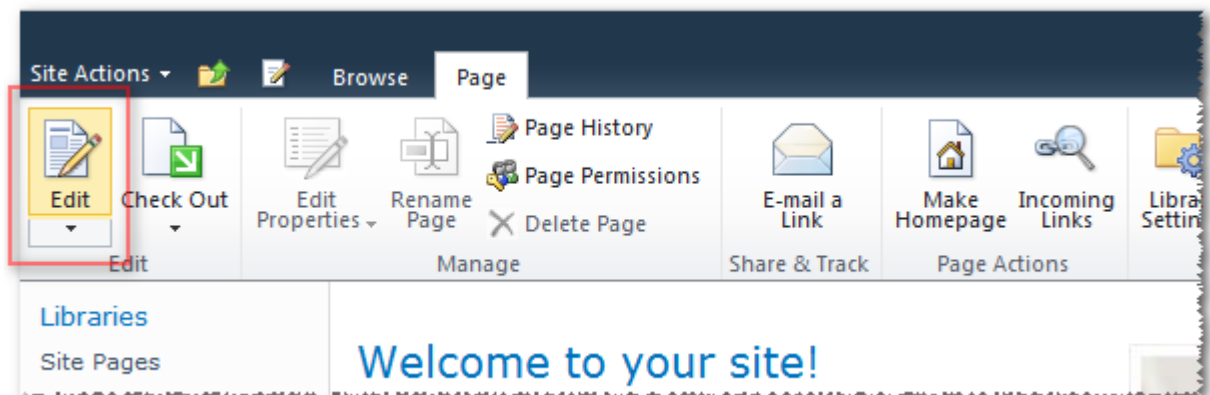 Site Actions
Browse
Page
Edit
Check Out
Edit
Properties
Rename
Page
Page History
Page Permissions
Delete Page
E-mail a
Link
Make
Homepage
Incoming
Links
Edit
Manage
Share & Track
Page Actions
Libraries
Site Pages
Welcome to your site!